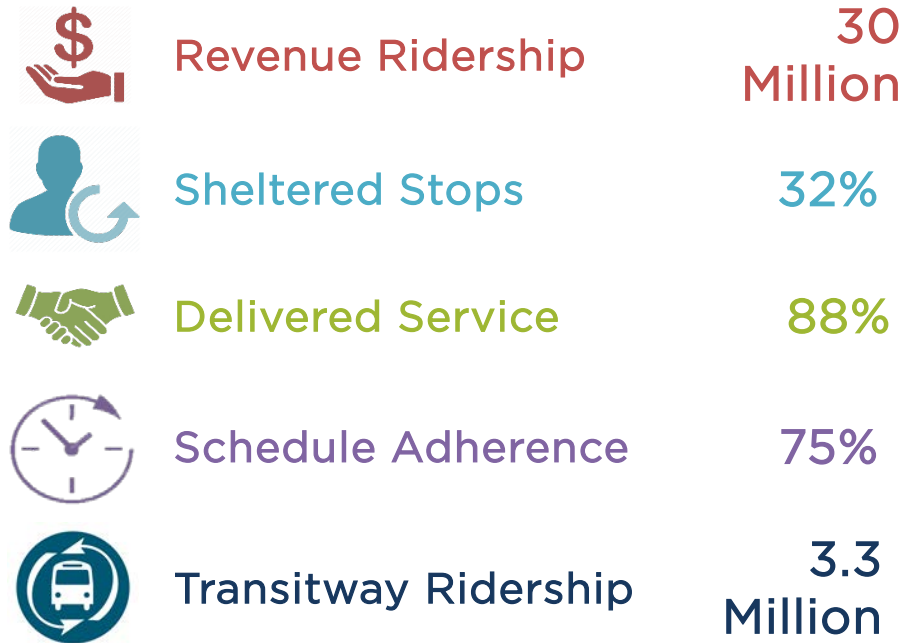 Revenue Ridership
30
Million
Sheltered Stops
32%
Delivered Service
88%
Schedule Adherence
75%
Transitway Ridership
3.3
Million